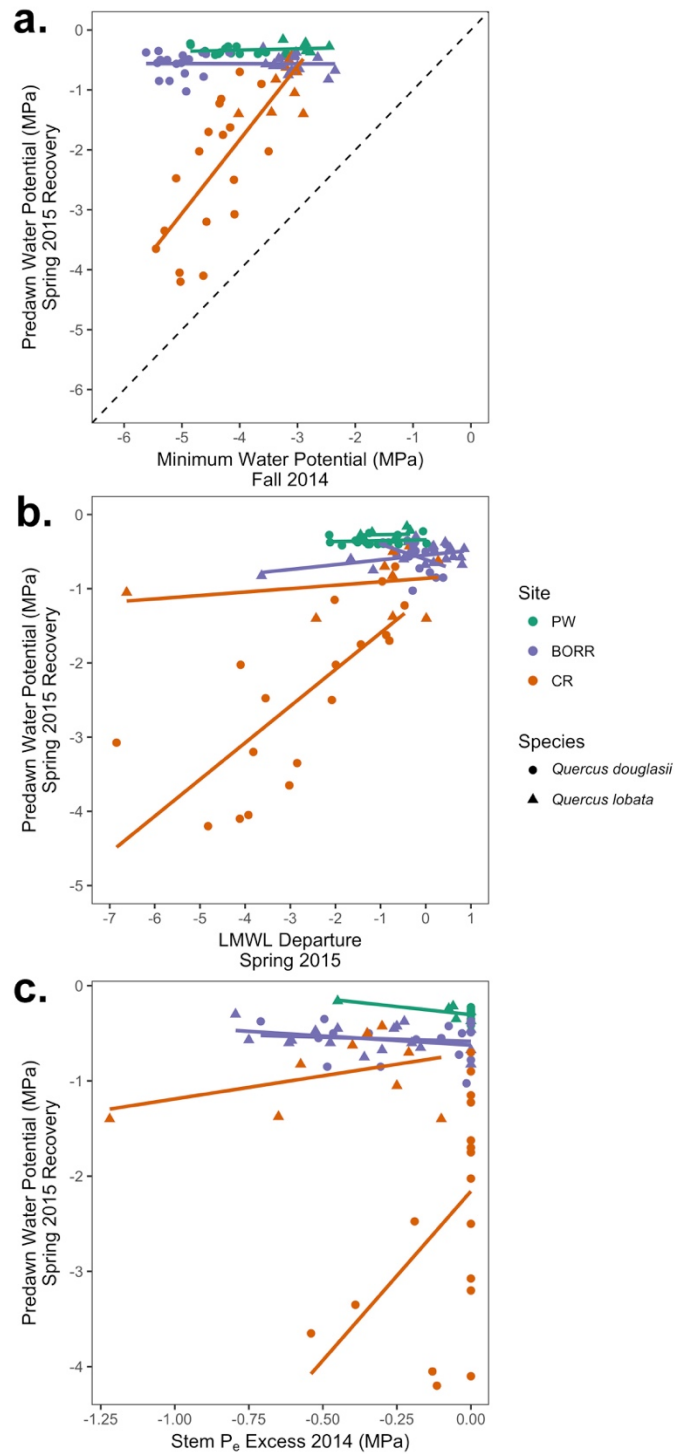 a.
0
-1
-2
-3
-4
-5
-6
Predawn Water Potential (MPa)
Spring 2015 Recovery
-6 -5 -4 -3 -2 -1 0
Minimum Water Potential (MPa)
Fall 2014
b.
0
-1
-2
-3
-4
-5
Predawn Water Potential (MPa)
Spring 2015 Recovery
-7 -6 -5 -4 -3 -2 -1 0 1
LMWL Departure
Spring 2015
Site
PW
BORR
CR
Species
Quercus douglasii
Quercus lobata
c.
0
-1
-2
-3
-4
Predawn Water Potential (MPa)
Spring 2015 Recovery
-1.25 -1.00 -0.75 -0.50 -0.25 0.00
Stem Pe Excess 2014 (MPa)